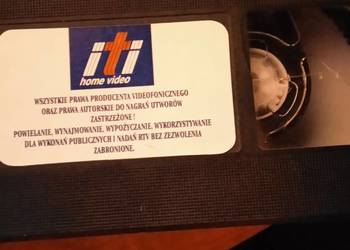 iti
home video
WSZYSTKIE PRAWA PRODUCENTA VIDEOFONICZNEGO
ORAZ PRAWA AUTORSKIE DO NAGRAŃ UTWORÓW
ZASTRZEŻONE!
POWIELANIE, WYNAJMOWANIE, WYPOŻYCZANIE, WYKORZYSTYWANIE
DLA WYKONAŃ PUBLICZNYCH I NADAŃ RTV BEZ ZEZWOLENIA
ZABRONIONE.